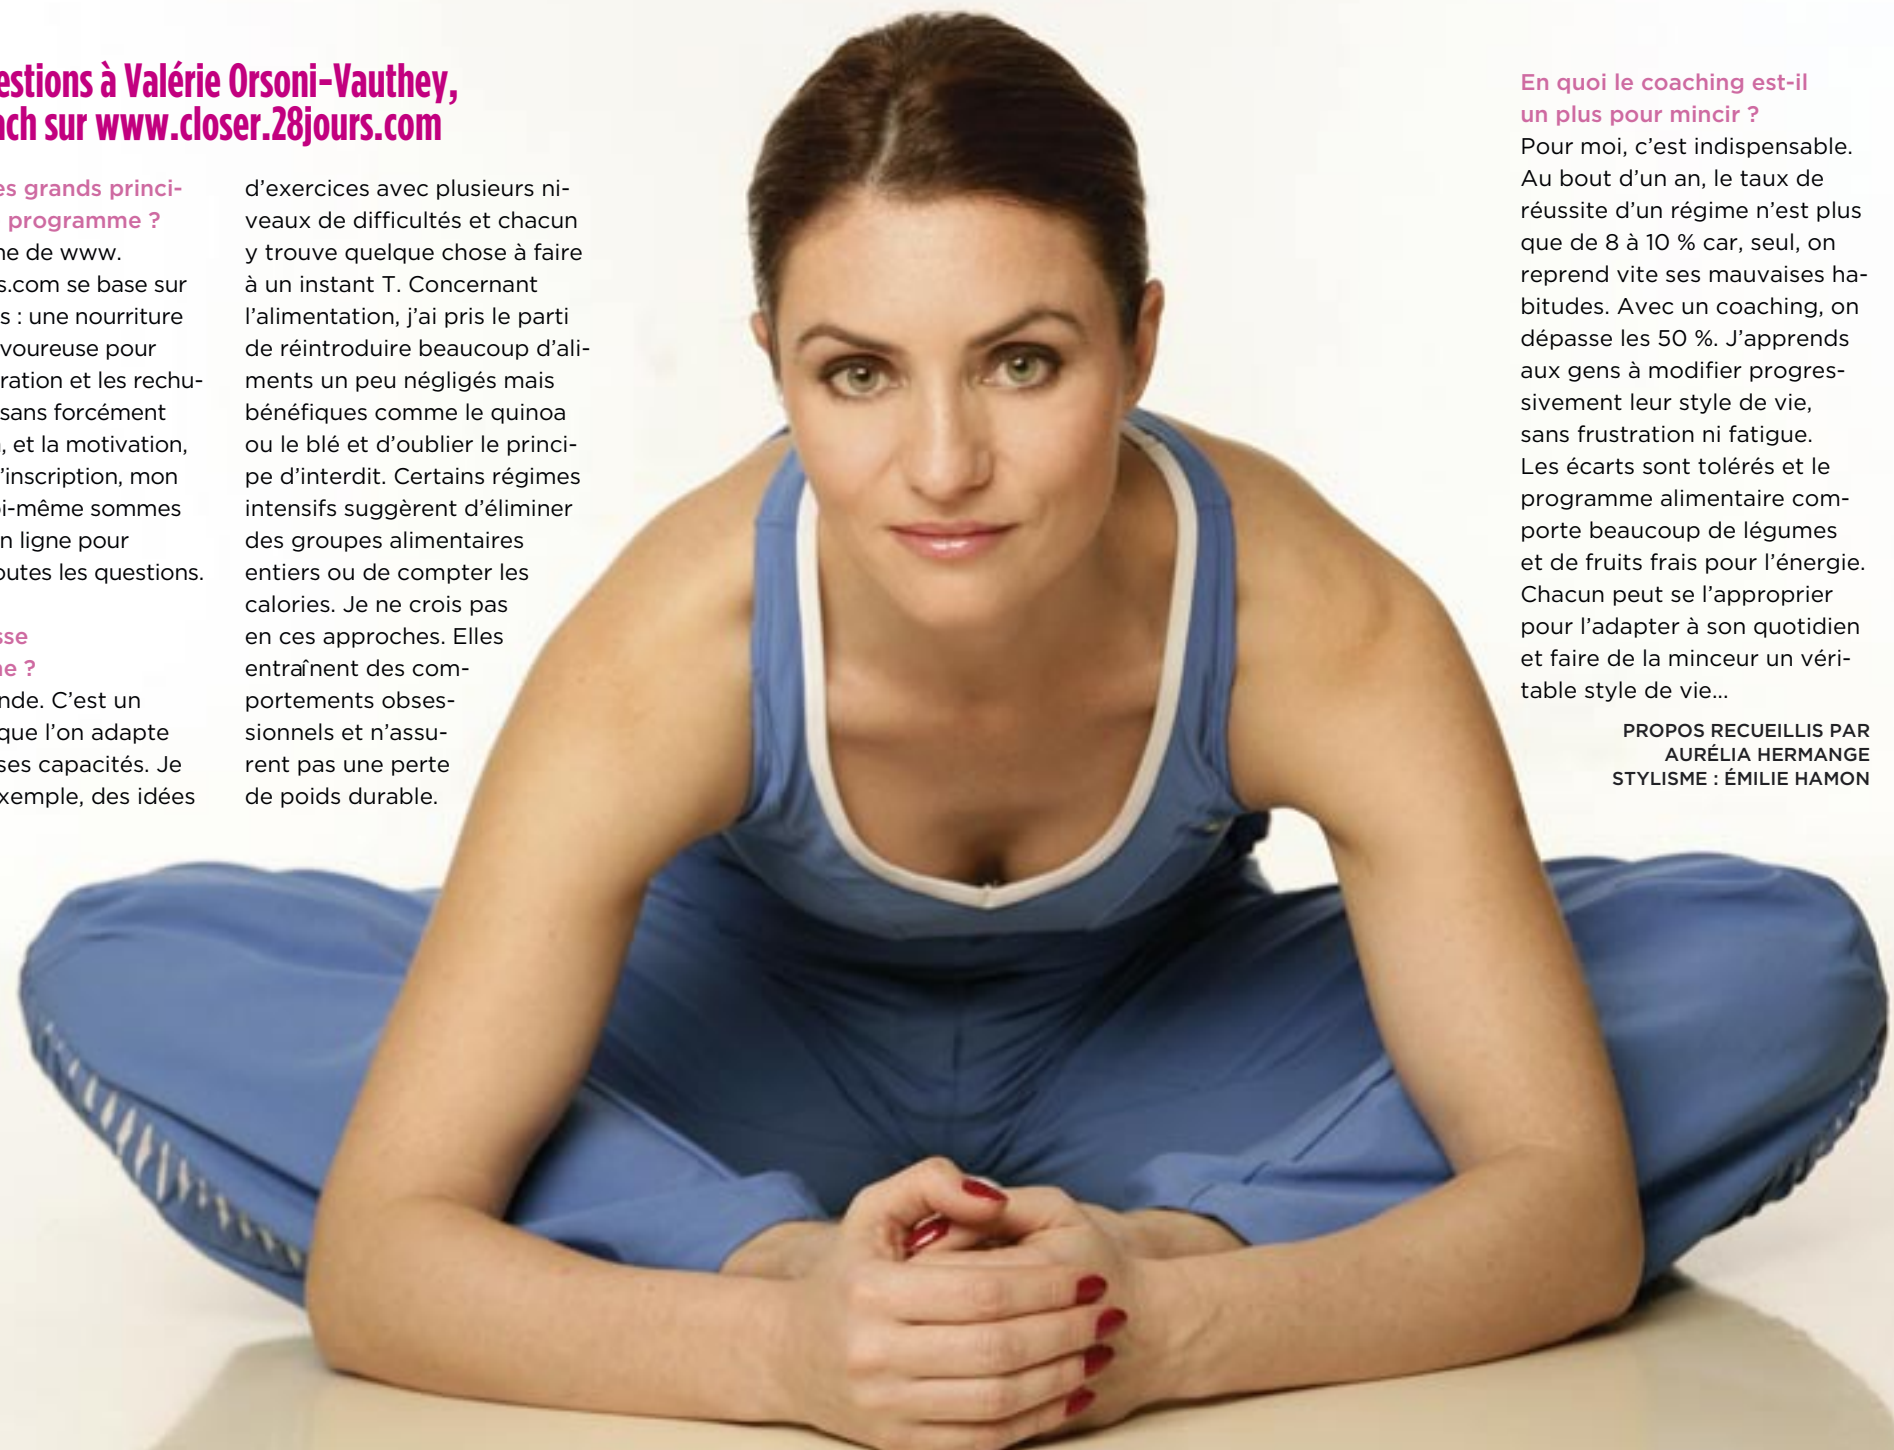 estions à Valérie Orsoni-Vauthey,
ach sur www.closer.28jours.com
es grands princi-
programme ?
ne de www.
s.com se base sur
s : une nourriture
voureuse pour
ration et les rechu-
sans forcément
, et la motivation,
'inscription, mon
oi-même sommes
n ligne pour
outes les questions.
sse
ne ?
nde. C'est un
que l'on adapte
ses capacités. Je
xemple, des idées
d'exercices avec plusieurs ni-
veaux de difficultés et chacun
y trouve quelque chose à faire
à un instant T. Concernant
l'alimentation, j'ai pris le parti
de réintroduire beaucoup d'ali-
ments un peu négligés mais
bénéfiques comme le quinoa
ou le blé et d'oublier le princi-
pe d'interdit. Certains régimes
intensifs suggèrent d'éliminer
des groupes alimentaires
entiers ou de compter les
calories. Je ne crois pas
en ces approches. Elles
entraînent des com-
portements obses-
sionnels et n'assu-
rent pas une perte
de poids durable.
En quoi le coaching est-il
un plus pour mincir ?
Pour moi, c'est indispensable.
Au bout d'un an, le taux de
réussite d'un régime n'est plus
que de 8 à 10 % car, seul, on
reprend vite ses mauvaises ha-
bitudes. Avec un coaching, on
dépasse les 50 %. J'apprends
aux gens à modifier progres-
sivement leur style de vie,
sans frustration ni fatigue.
Les écarts sont tolérés et le
programme alimentaire com-
porte beaucoup de légumes
et de fruits frais pour l'énergie.
Chacun peut se l'approprier
pour l'adapter à son quotidien
et faire de la minceur un véri-
table style de vie...
PROPOS RECUEILLIS PAR
AURÉLIA HERMANGE
STYLISME : ÉMILIE HAMON